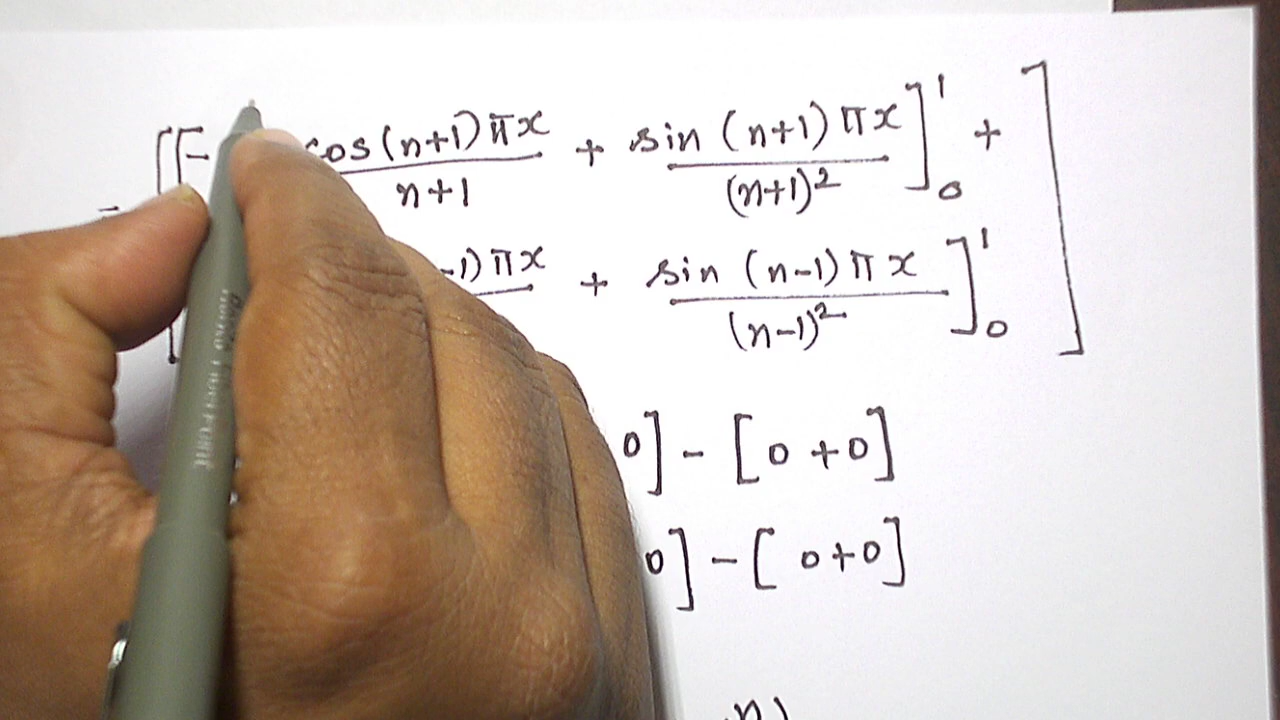 [[- cos(n+1)πx/n+1 + sin (n+1)πx/(n+1)²]₀¹ +
-1)πx + sin (n-1)πx/(n-1)²]₀¹]
0] - [0+0]
0] - [0+0]
n)